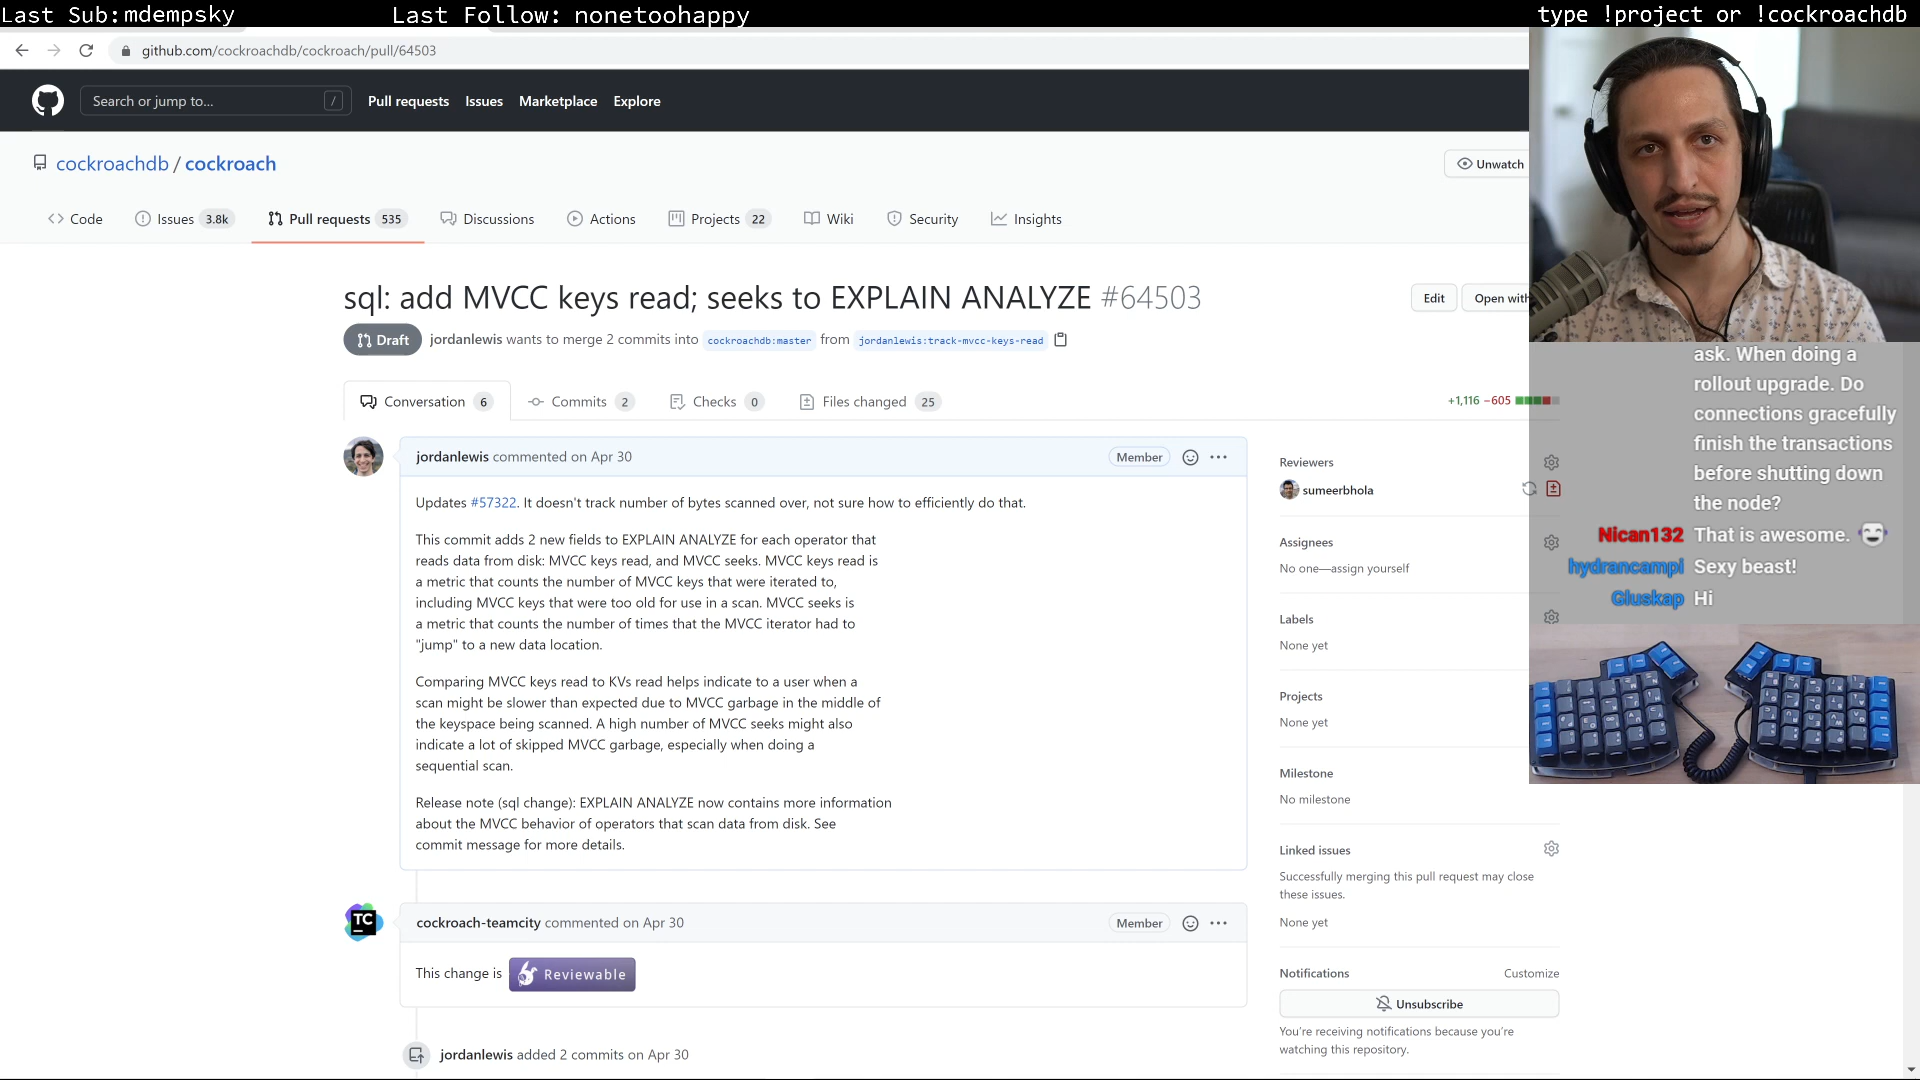 Last Sub: mdempsky
Last Follow: nonetoohappy
type !project or !cockroachdb
github.com/cockroachdb/cockroach/pull/64503
Search or jump to...
/
Pull requests
Issues
Marketplace
Explore
cockroachdb / cockroach
Unwatch
Code
Issues 3.8k
Pull requests 535
Discussions
Actions
Projects 22
Wiki
Security
Insights
sql: add MVCC keys read; seeks to EXPLAIN ANALYZE #64503
Edit
Open with
Draft
jordanlewis wants to merge 2 commits into cockroachdb:master from jordanlewis:track-mvcc-keys-read
Conversation 6
Commits 2
Checks 0
Files changed 25
+1,116 −605
jordanlewis commented on Apr 30
Member
Updates #57322. It doesn't track number of bytes scanned over, not sure how to efficiently do that.
This commit adds 2 new fields to EXPLAIN ANALYZE for each operator that
reads data from disk: MVCC keys read, and MVCC seeks. MVCC keys read is
a metric that counts the number of MVCC keys that were iterated to,
including MVCC keys that were too old for use in a scan. MVCC seeks is
a metric that counts the number of times that the MVCC iterator had to
"jump" to a new data location.
Comparing MVCC keys read to KVs read helps indicate to a user when a
scan might be slower than expected due to MVCC garbage in the middle of
the keyspace being scanned. A high number of MVCC seeks might also
indicate a lot of skipped MVCC garbage, especially when doing a
sequential scan.
Release note (sql change): EXPLAIN ANALYZE now contains more information
about the MVCC behavior of operators that scan data from disk. See
commit message for more details.
TC
cockroach-teamcity commented on Apr 30
Member
This change is Reviewable
jordanlewis added 2 commits on Apr 30
Reviewers
sumeerbhola
Assignees
No one—assign yourself
Labels
None yet
Projects
None yet
Milestone
No milestone
Linked issues
Successfully merging this pull request may close
these issues.
None yet
Notifications
Customize
Unsubscribe
You're receiving notifications because you're
watching this repository.
ask. When doing a
rollout upgrade. Do
connections gracefully
finish the transactions
before shutting down
the node?
Nican132 That is awesome.
hydrancampi Sexy beast!
Gluskap Hi